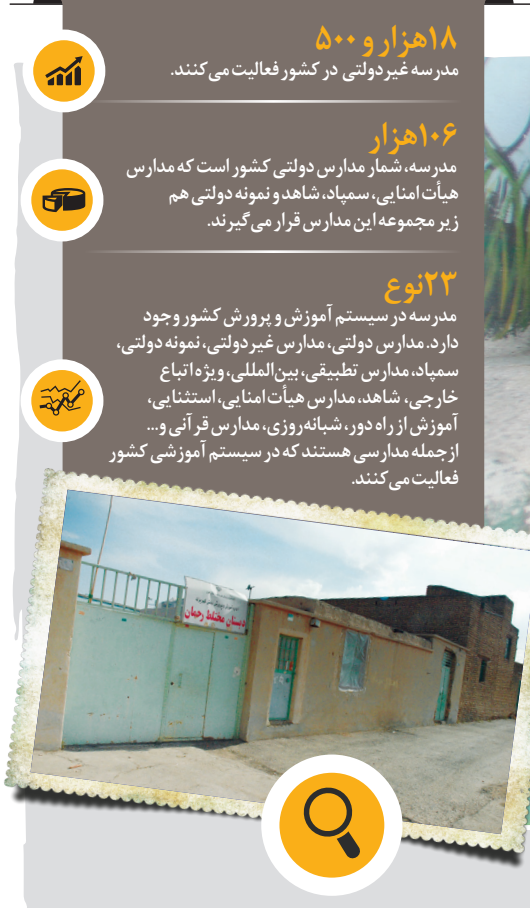 ۱۸هزار و ۵۰۰
مدرسه غیردولتی در کشور فعالیت می‌کنند.
۱۰۶هزار
مدرسه، شمار مدارس دولتی کشور است که مدارس
هیأت امنایی، سمپاد، شاهد و نمونه دولتی هم
زیر مجموعه این مدارس قرار می‌گیرند.
۲۳نوع
مدرسه در سیستم آموزش و پرورش کشور وجود
دارد. مدارس دولتی، مدارس غیردولتی، نمونه دولتی،
سمپاد، مدارس تطبیقی، بین‌المللی، ویژه اتباع
خارجی، شاهد، مدارس هیأت امنایی، استثنایی،
آموزش از راه دور، شبانه‌روزی، مدارس قرآنی و...
ازجمله مدارسی هستند که در سیستم آموزشی کشور
فعالیت می‌کنند.
دبستان مختلط رحمان